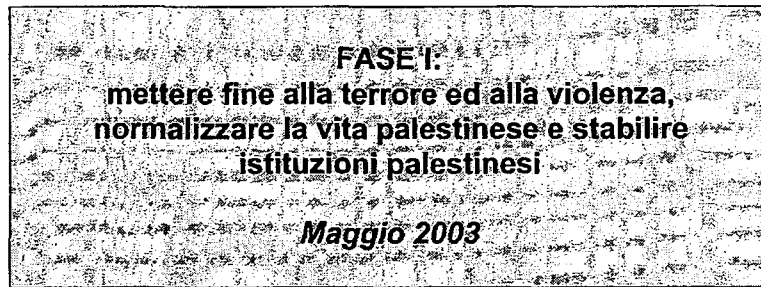 FASE I:
mettere fine alla terrore ed alla violenza,
normalizzare la vita palestinese e stabilire
istituzioni palestinesi
Maggio 2003